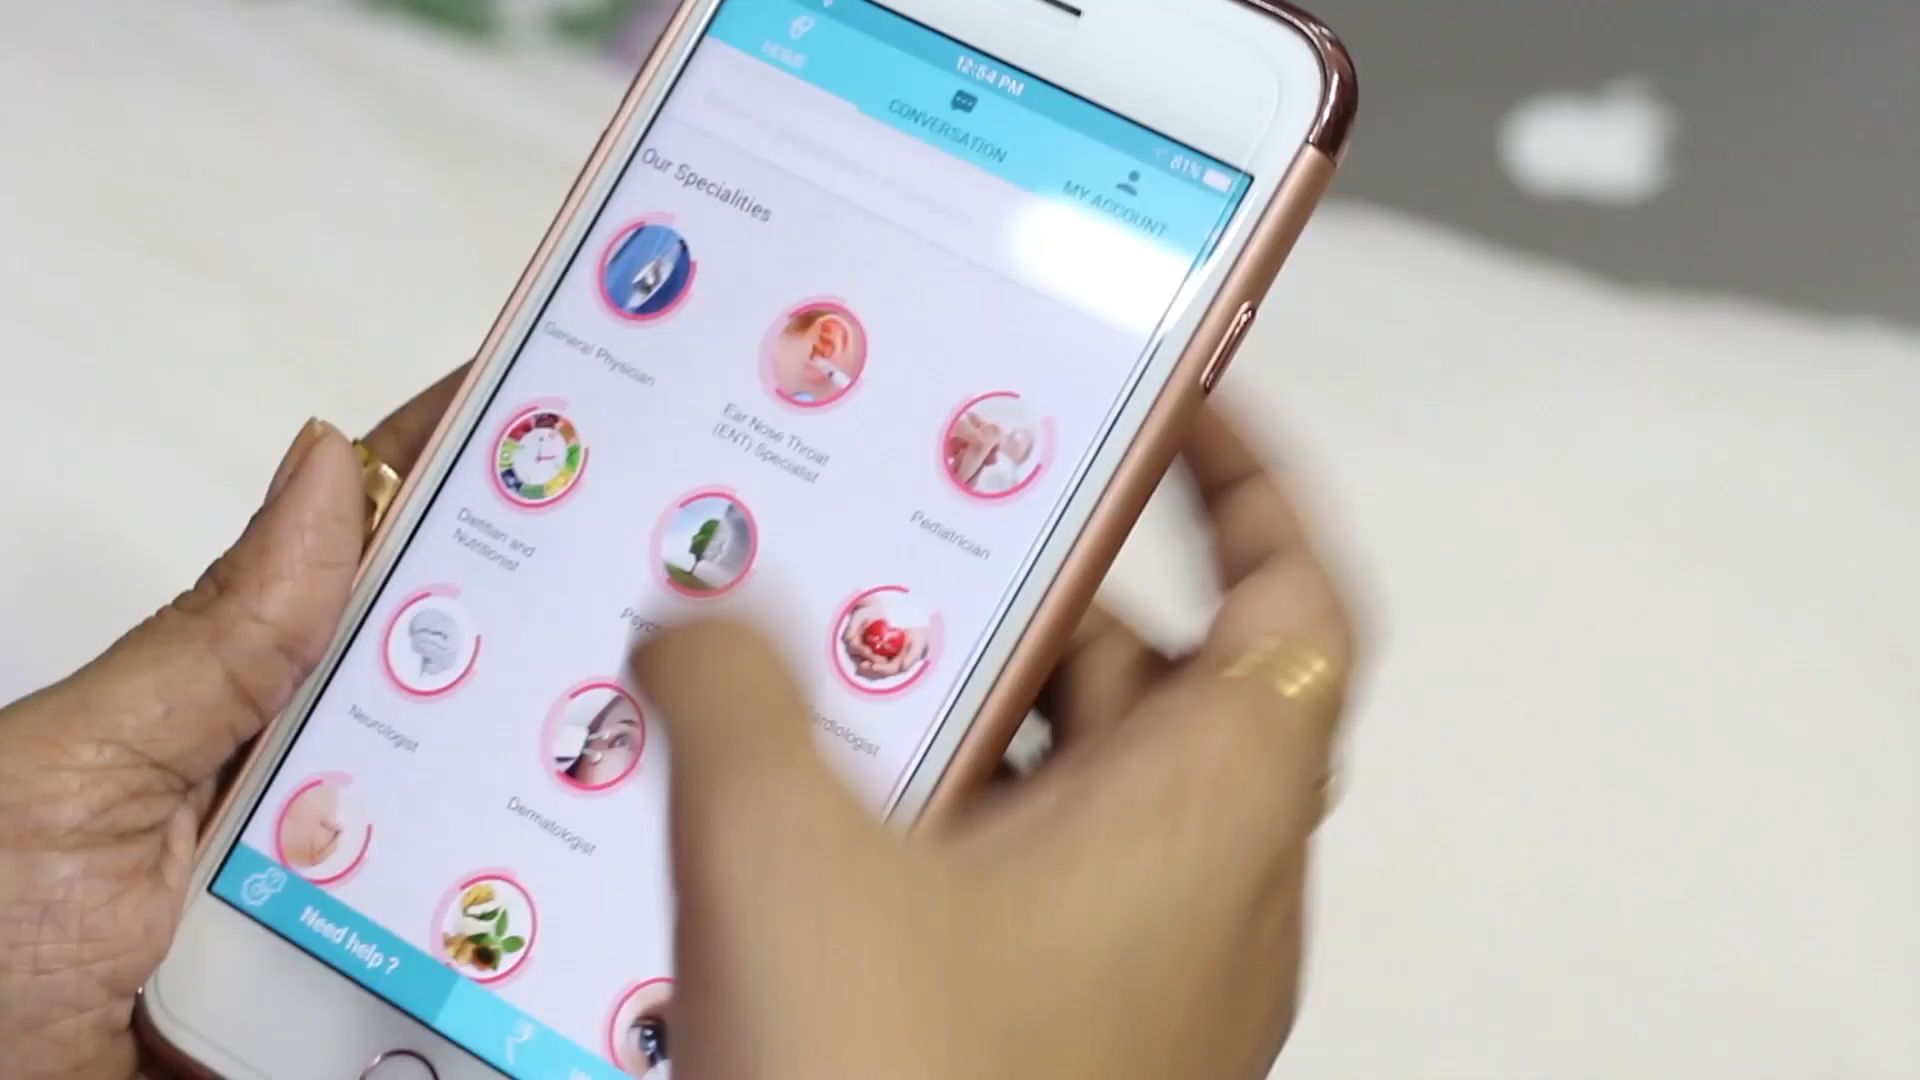 12:54 PM
81%
HOME
CONVERSATION
MY ACCOUNT
Our Specialities
General Physician
Ear Nose Throat
(ENT) Specialist
Pediatrician
Dietitian and
Nutritionist
Neurologist
Dermatologist
Need help ?